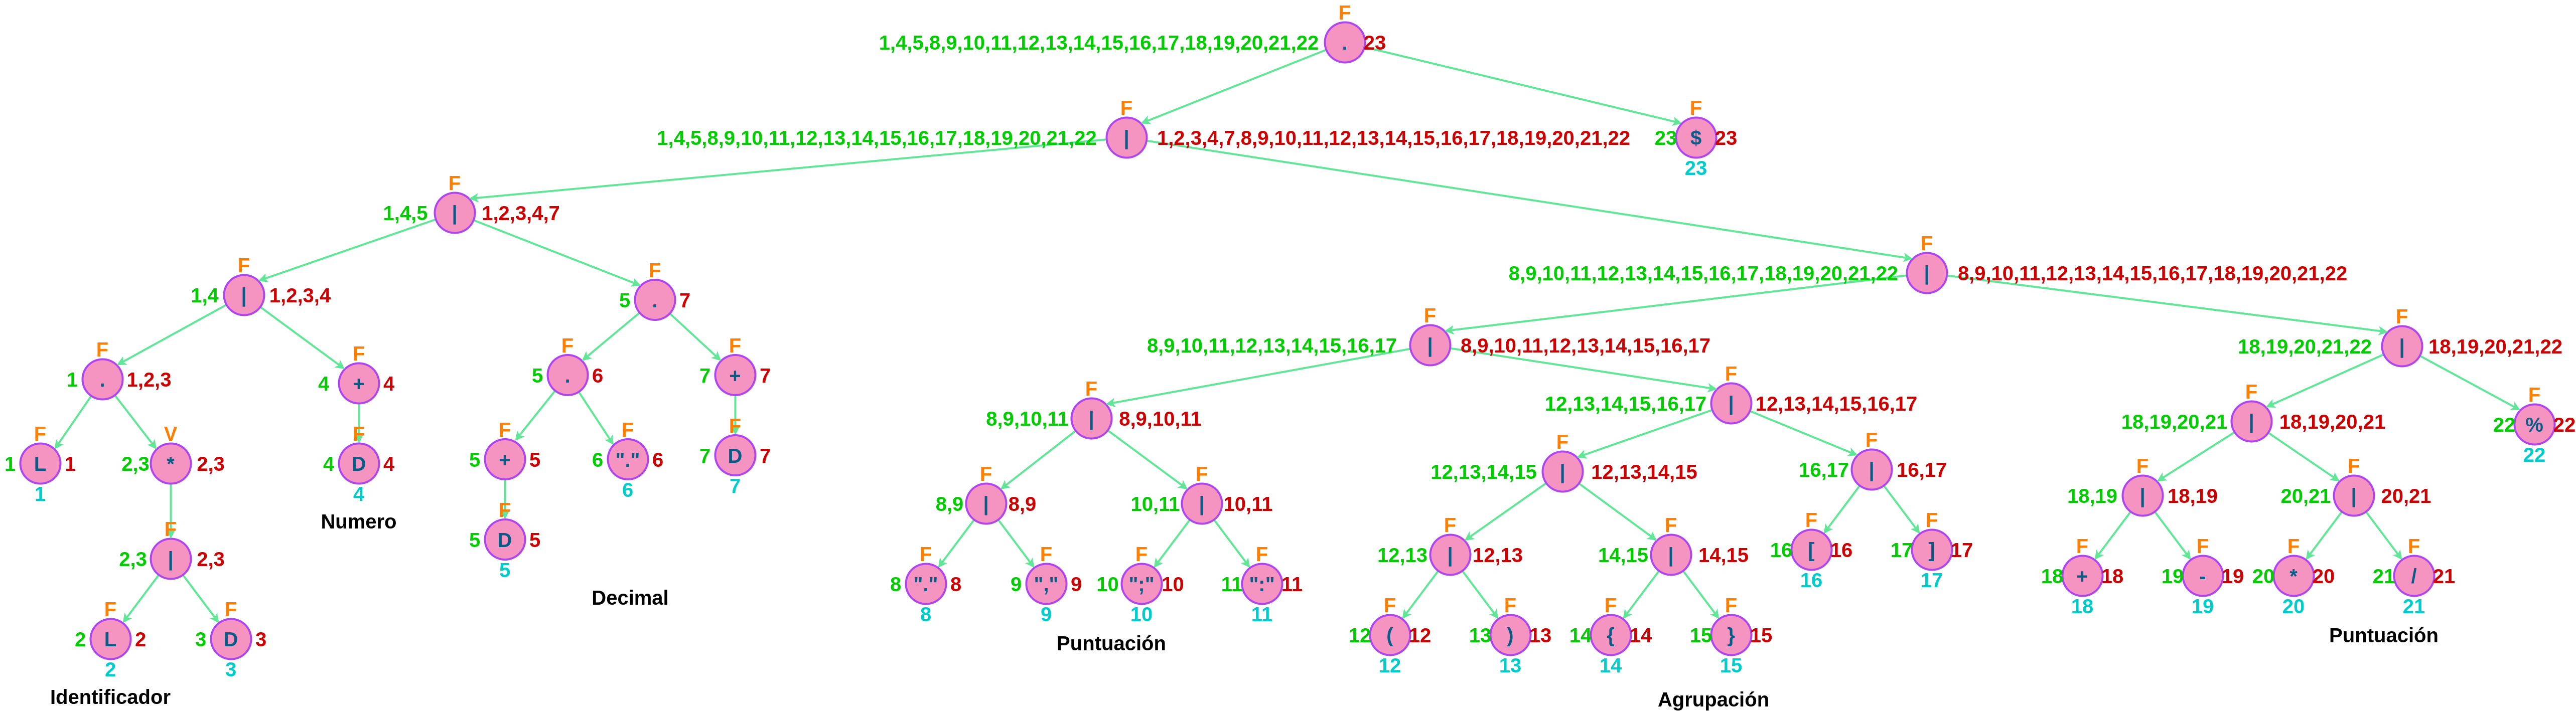 F
1,4,5,8,9,10,11,12,13,14,15,16,17,18,19,20,21,22 . 23
F F
1,4,5,8,9,10,11,12,13,14,15,16,17,18,19,20,21,22 | 1,2,3,4,7,8,9,10,11,12,13,14,15,16,17,18,19,20,21,22 23 $ 23
23
F
1,4,5 | 1,2,3,4,7
F
8,9,10,11,12,13,14,15,16,17,18,19,20,21,22 | 8,9,10,11,12,13,14,15,16,17,18,19,20,21,22
F F
1,4 | 1,2,3,4 5 . 7
F F
8,9,10,11,12,13,14,15,16,17 | 8,9,10,11,12,13,14,15,16,17 18,19,20,21,22 | 18,19,20,21,22
F F F F
1 . 1,2,3 4 + 4 5 . 6 7 + 7
F F F F
8,9,10,11 | 8,9,10,11 12,13,14,15,16,17 | 12,13,14,15,16,17 18,19,20,21 | 18,19,20,21 22 % 22
22
F V F F F F
1 L 1 2,3 * 2,3 4 D 4 5 + 5 6 "." 6 7 D 7
1 4 6 7
F F
12,13,14,15 | 12,13,14,15 16,17 | 16,17
F F F F
8,9 | 8,9 10,11 | 10,11 18,19 | 18,19 20,21 | 20,21
Numero
F F
2,3 | 2,3 5 D 5
5
F F F F
12,13 | 12,13 14,15 | 14,15 16 [ 16 17 ] 17
16 17
F F F F F F F F
8 "." 8 9 "," 9 10 ";" 10 11 ":" 11 18 + 18 19 - 19 20 * 20 21 / 21
8 9 10 11 18 19 20 21
Decimal
F F F F F F
2 L 2 3 D 3 12 ( 12 13 ) 13 14 { 14 15 } 15
2 3 12 13 14 15
Puntuación Puntuación
Identificador Agrupación